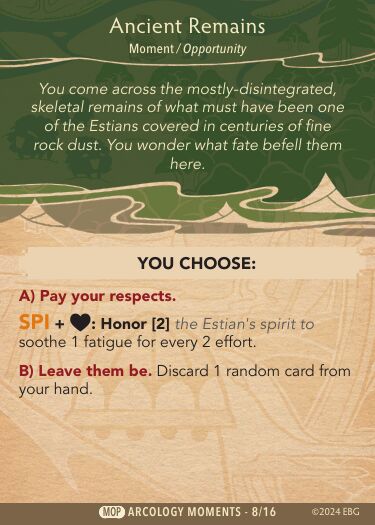 Ancient Remains
Moment / Opportunity
You come across the mostly-disintegrated,
skeletal remains of what must have been one
of the Estians covered in centuries of fine
rock dust. You wonder what fate befell them
here.
YOU CHOOSE:
A) Pay your respects.
SPI + ♥: Honor [2] the Estian's spirit to
soothe 1 fatigue for every 2 effort.
B) Leave them be. Discard 1 random card from
your hand.
MOP ARCOLOGY MOMENTS - 8/16 ©2024 EBG